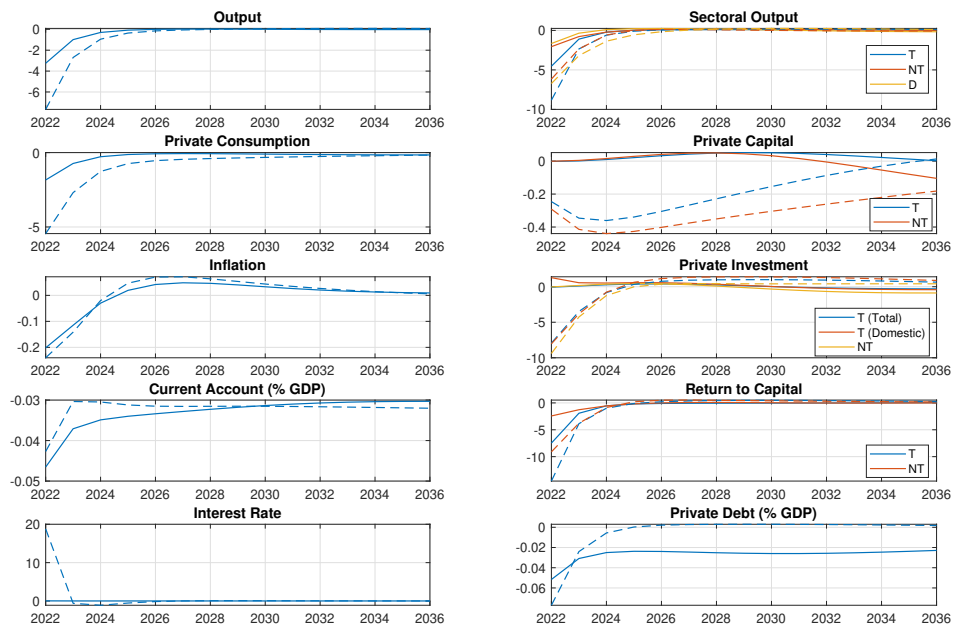 Output
0
-2
-4
-6
2022 2024 2026 2028 2030 2032 2034 2036
Sectoral Output
0
-5
-10
T
NT
D
2022 2024 2026 2028 2030 2032 2034 2036
Private Consumption
0
-5
2022 2024 2026 2028 2030 2032 2034 2036
Private Capital
0
-0.2
-0.4
T
NT
2022 2024 2026 2028 2030 2032 2034 2036
Inflation
0
-0.1
-0.2
2022 2024 2026 2028 2030 2032 2034 2036
Private Investment
0
-5
-10
T (Total)
T (Domestic)
NT
2022 2024 2026 2028 2030 2032 2034 2036
Current Account (% GDP)
-0.03
-0.04
-0.05
2022 2024 2026 2028 2030 2032 2034 2036
Return to Capital
0
-5
-10
T
NT
2022 2024 2026 2028 2030 2032 2034 2036
Interest Rate
20
10
0
2022 2024 2026 2028 2030 2032 2034 2036
Private Debt (% GDP)
0
-0.02
-0.04
-0.06
2022 2024 2026 2028 2030 2032 2034 2036